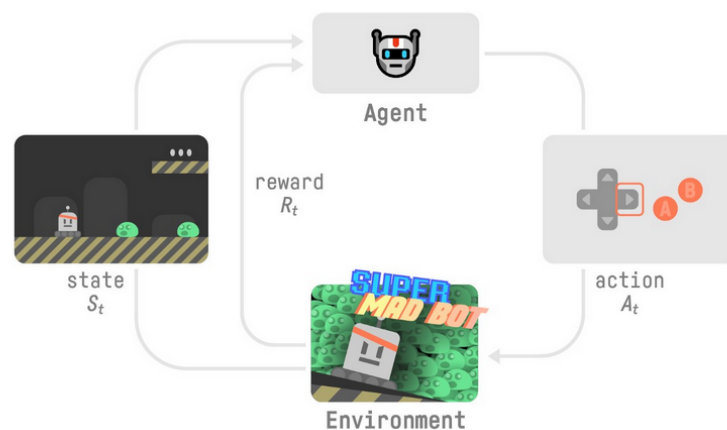 Agent
reward
Rt
B
A
state
St
action
At
SUPER
MAD BOT
Environment